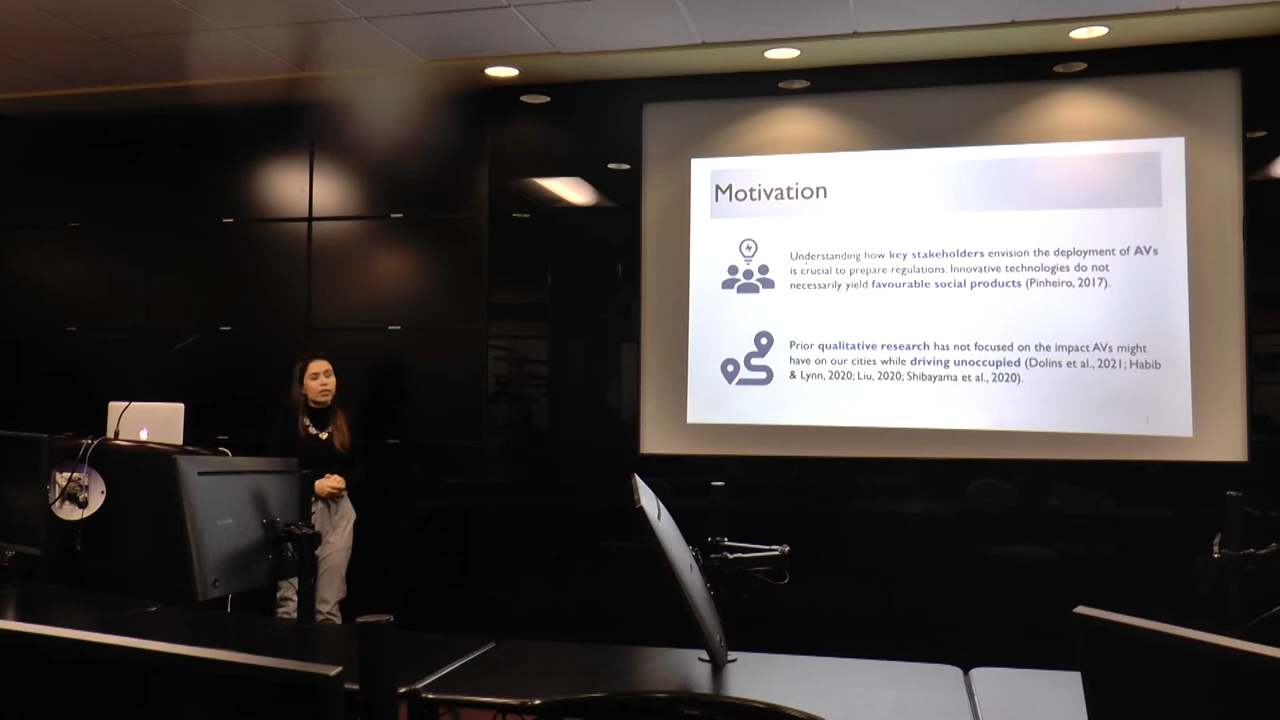 Motivation
Understanding how key stakeholders envision the deployment of AVs
is crucial to prepare regulations. Innovative technologies do not
necessarily yield favourable social products (Pinheiro, 2017).
Prior qualitative research has not focused on the impact AVs might
have on our cities while driving unoccupied (Dolins et al., 2021; Habib
& Lynn, 2020; Liu, 2020; Shibayama et al., 2020).